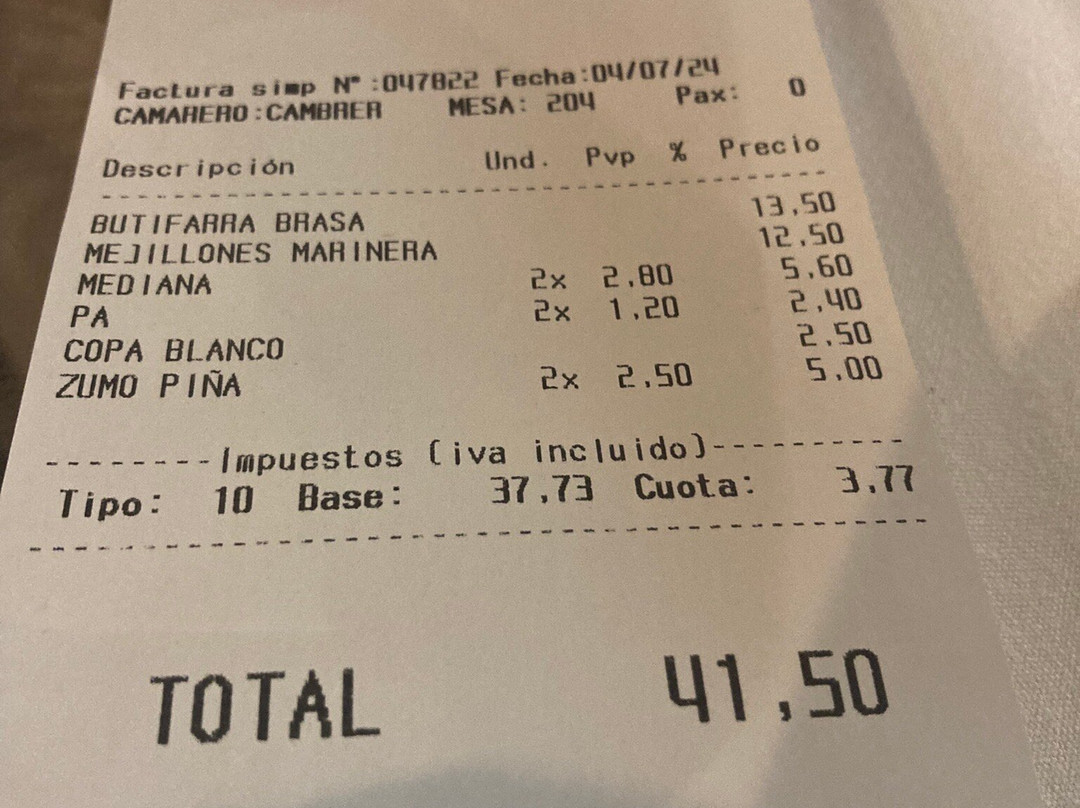 Factura simp Nº:047822 Fecha:04/07/24
CAMARERO:CAMBRER MESA: 204 Pax: 0
Descripción Und. Pvp % Precio
BUTIFARRA BRASA 13,50
MEJILLONES MARINERA 12,50
MEDIANA 2x 2,80 5,60
PA 2x 1,20 2,40
COPA BLANCO 2,50
ZUMO PIÑA 2x 2,50 5,00
--------Impuestos (iva incluido)----------
Tipo: 10 Base: 37,73 Cuota: 3,77
TOTAL 41,50